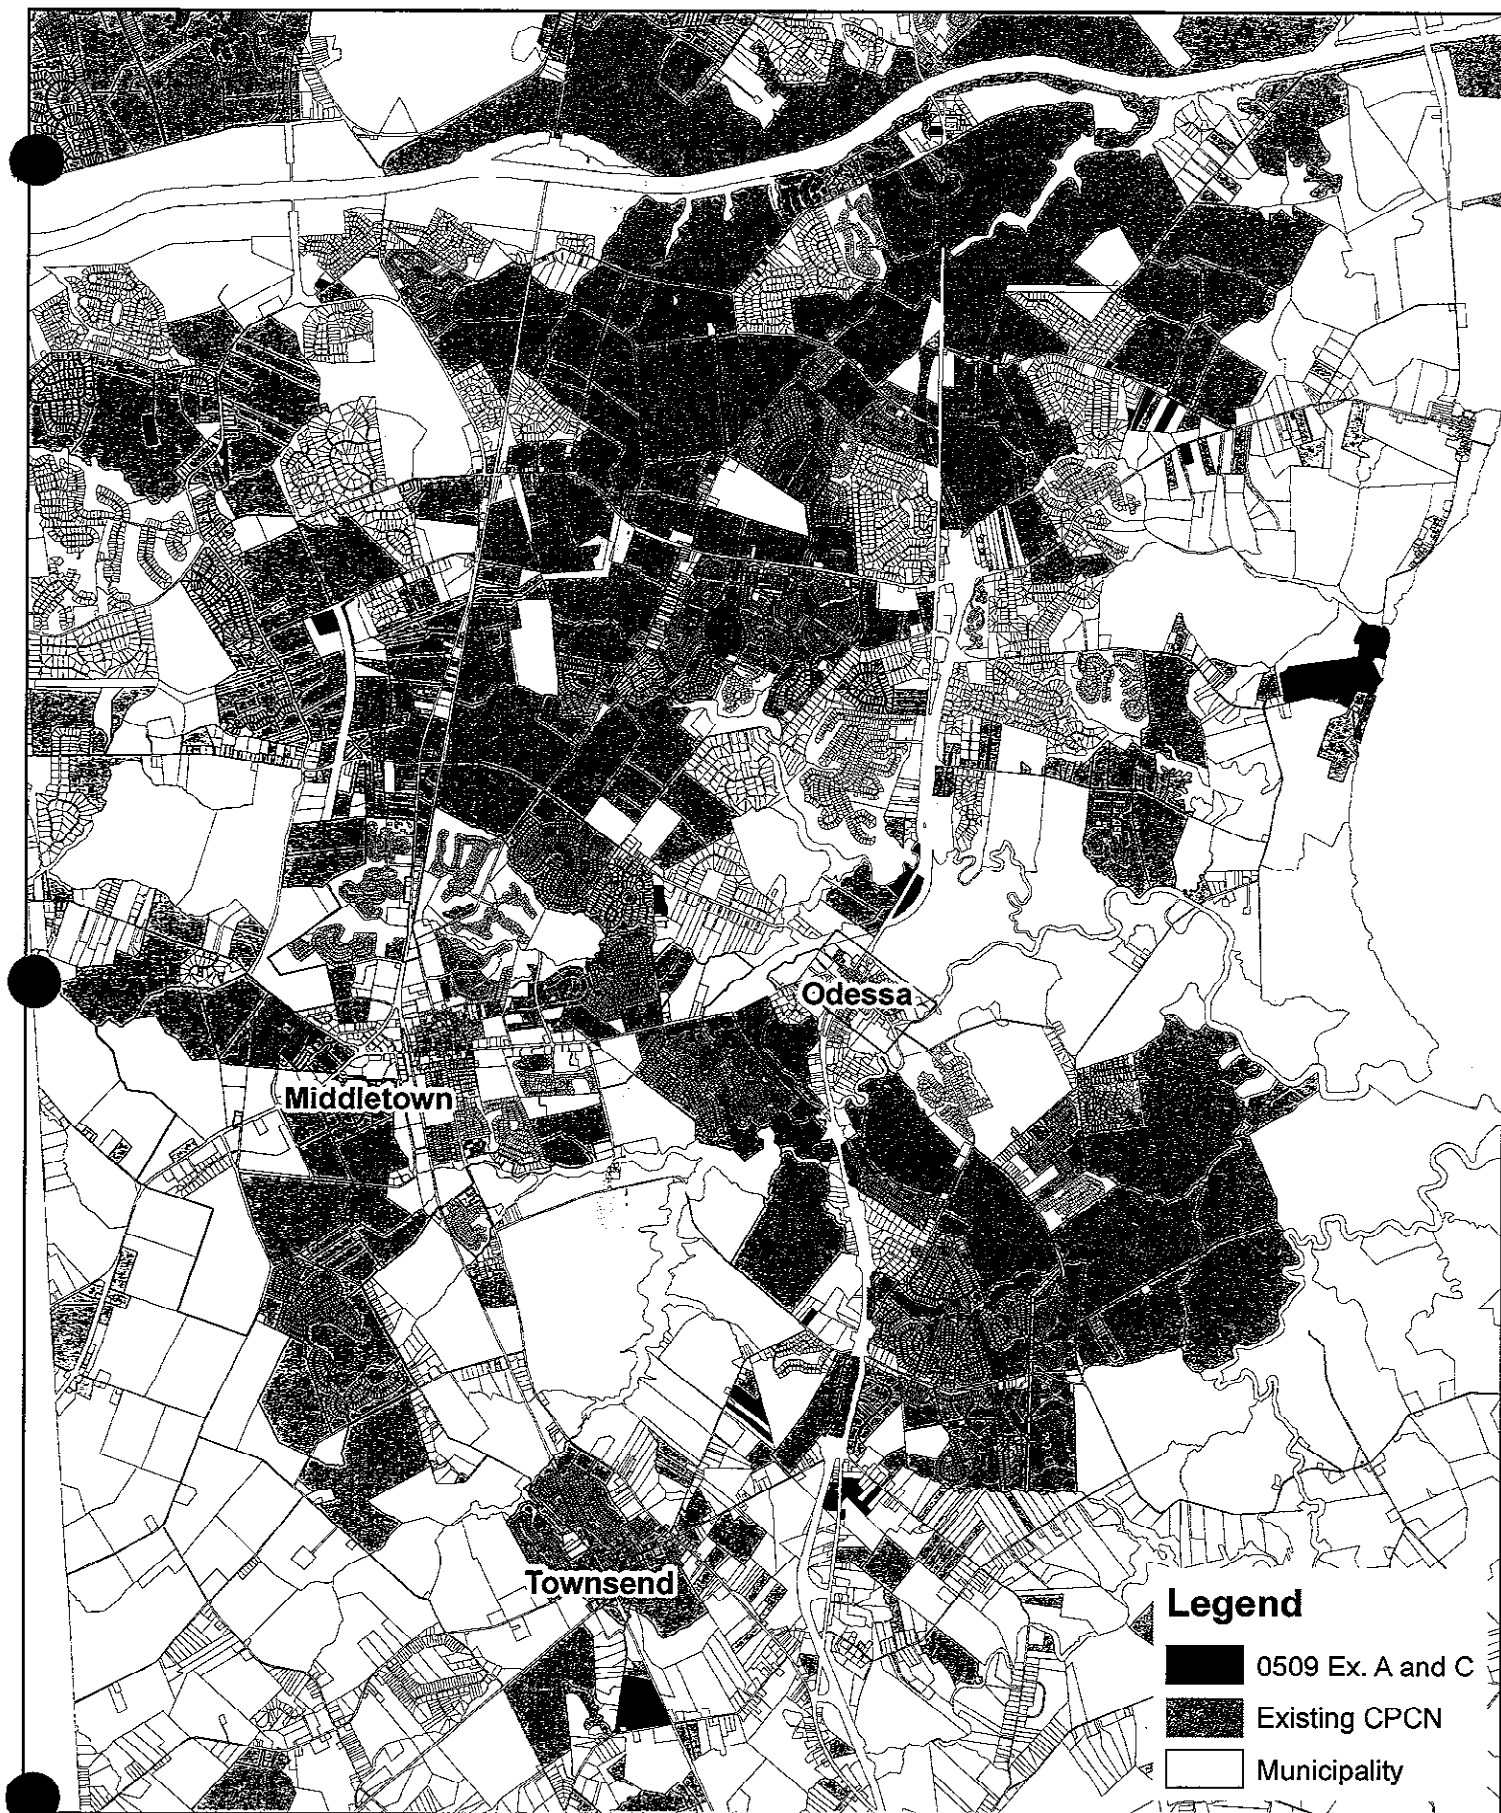 Odessa
Middletown
Townsend
Legend
0509 Ex. A and C
Existing CPCN
Municipality